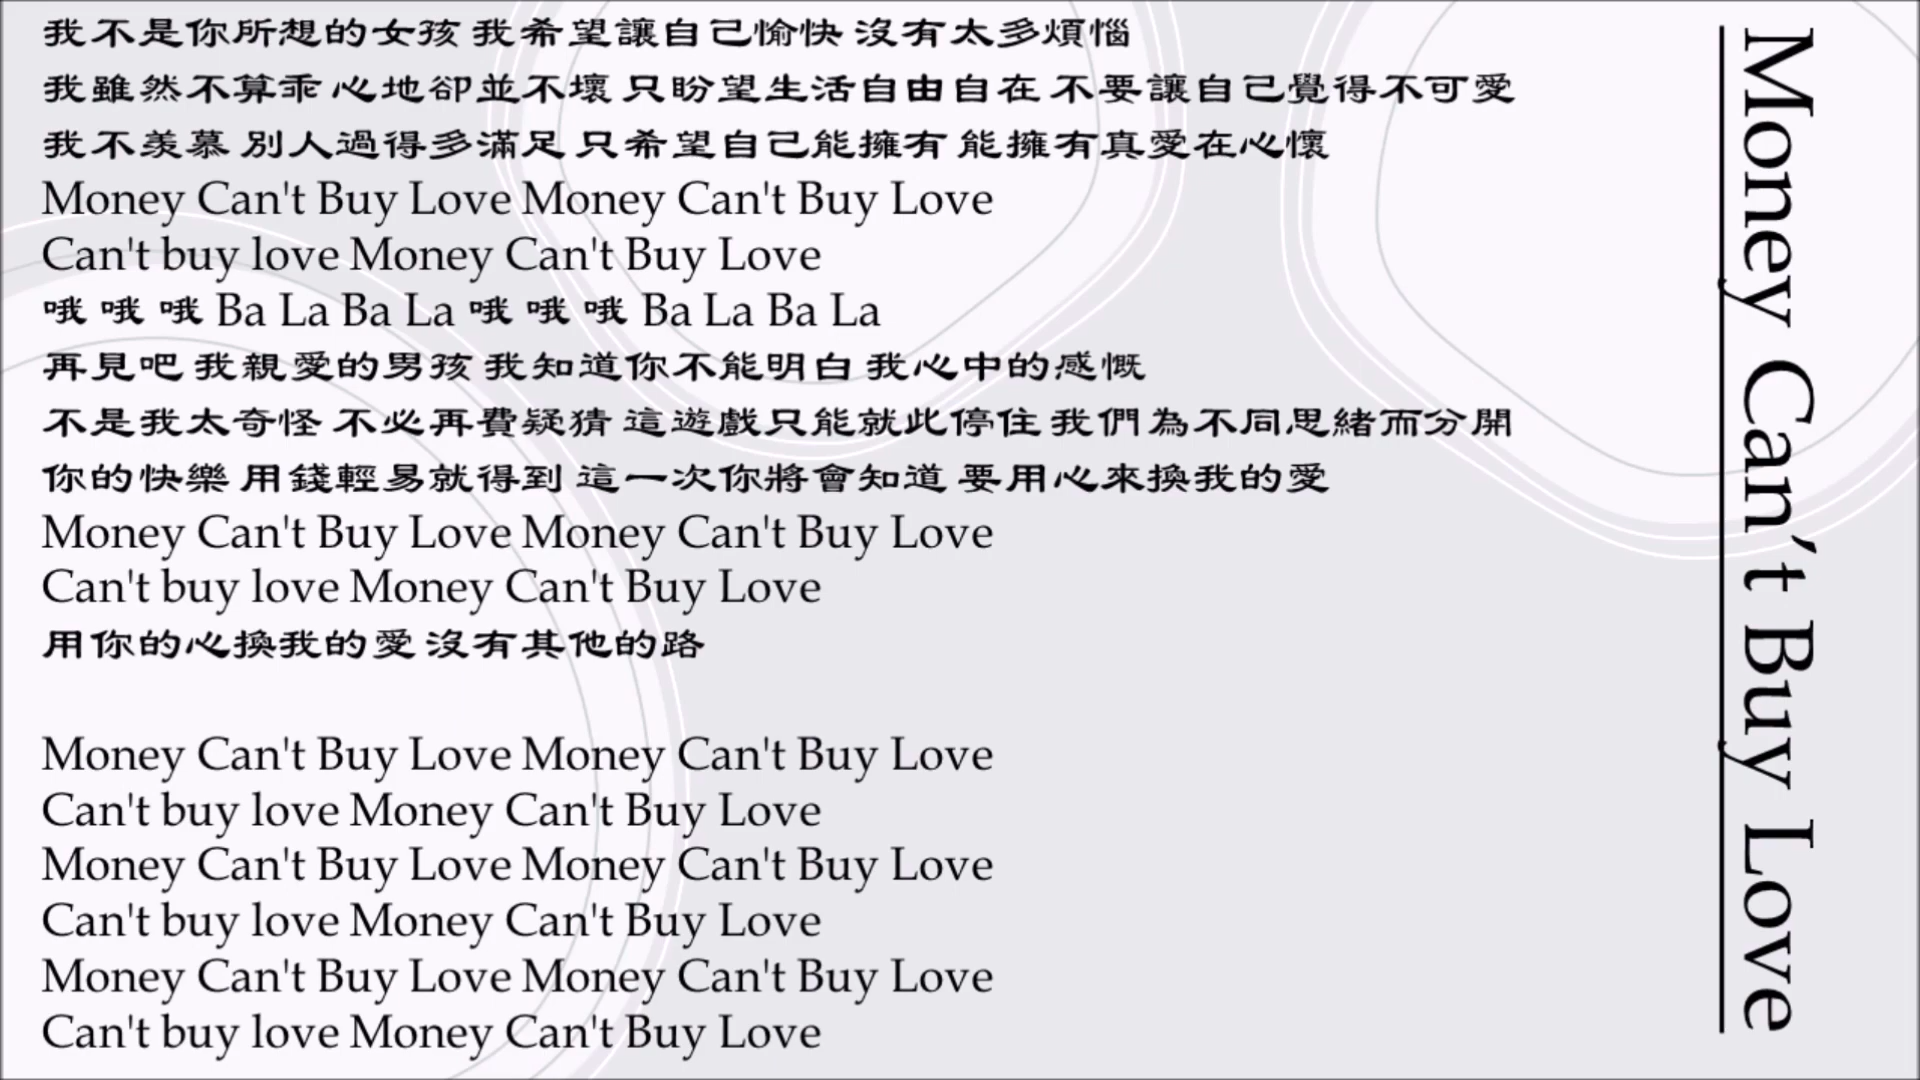 我不是你所想的女孩 我希望讓自己愉快 沒有太多煩惱
我雖然不算乖 心地卻並不壞 只盼望生活自由自在 不要讓自己覺得不可愛
我不羨慕 別人過得多滿足 只希望自己能擁有 能擁有真愛在心懷
Money Can't Buy Love Money Can't Buy Love
Can't buy love Money Can't Buy Love
哦 哦 哦 Ba La Ba La 哦 哦 哦 Ba La Ba La
再見吧 我親愛的男孩 我知道你不能明白 我心中的感慨
不是我太奇怪 不必再費疑猜 這遊戲只能就此停住 我們為不同思緒而分開
你的快樂 用錢輕易就得到 這一次你將會知道 要用心來換我的愛
Money Can't Buy Love Money Can't Buy Love
Can't buy love Money Can't Buy Love
用你的心換我的愛 沒有其他的路
Money Can't Buy Love Money Can't Buy Love
Can't buy love Money Can't Buy Love
Money Can't Buy Love Money Can't Buy Love
Can't buy love Money Can't Buy Love
Money Can't Buy Love Money Can't Buy Love
Can't buy love Money Can't Buy Love
Money Can’t Buy Love